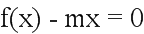 f(x) - mx = 0